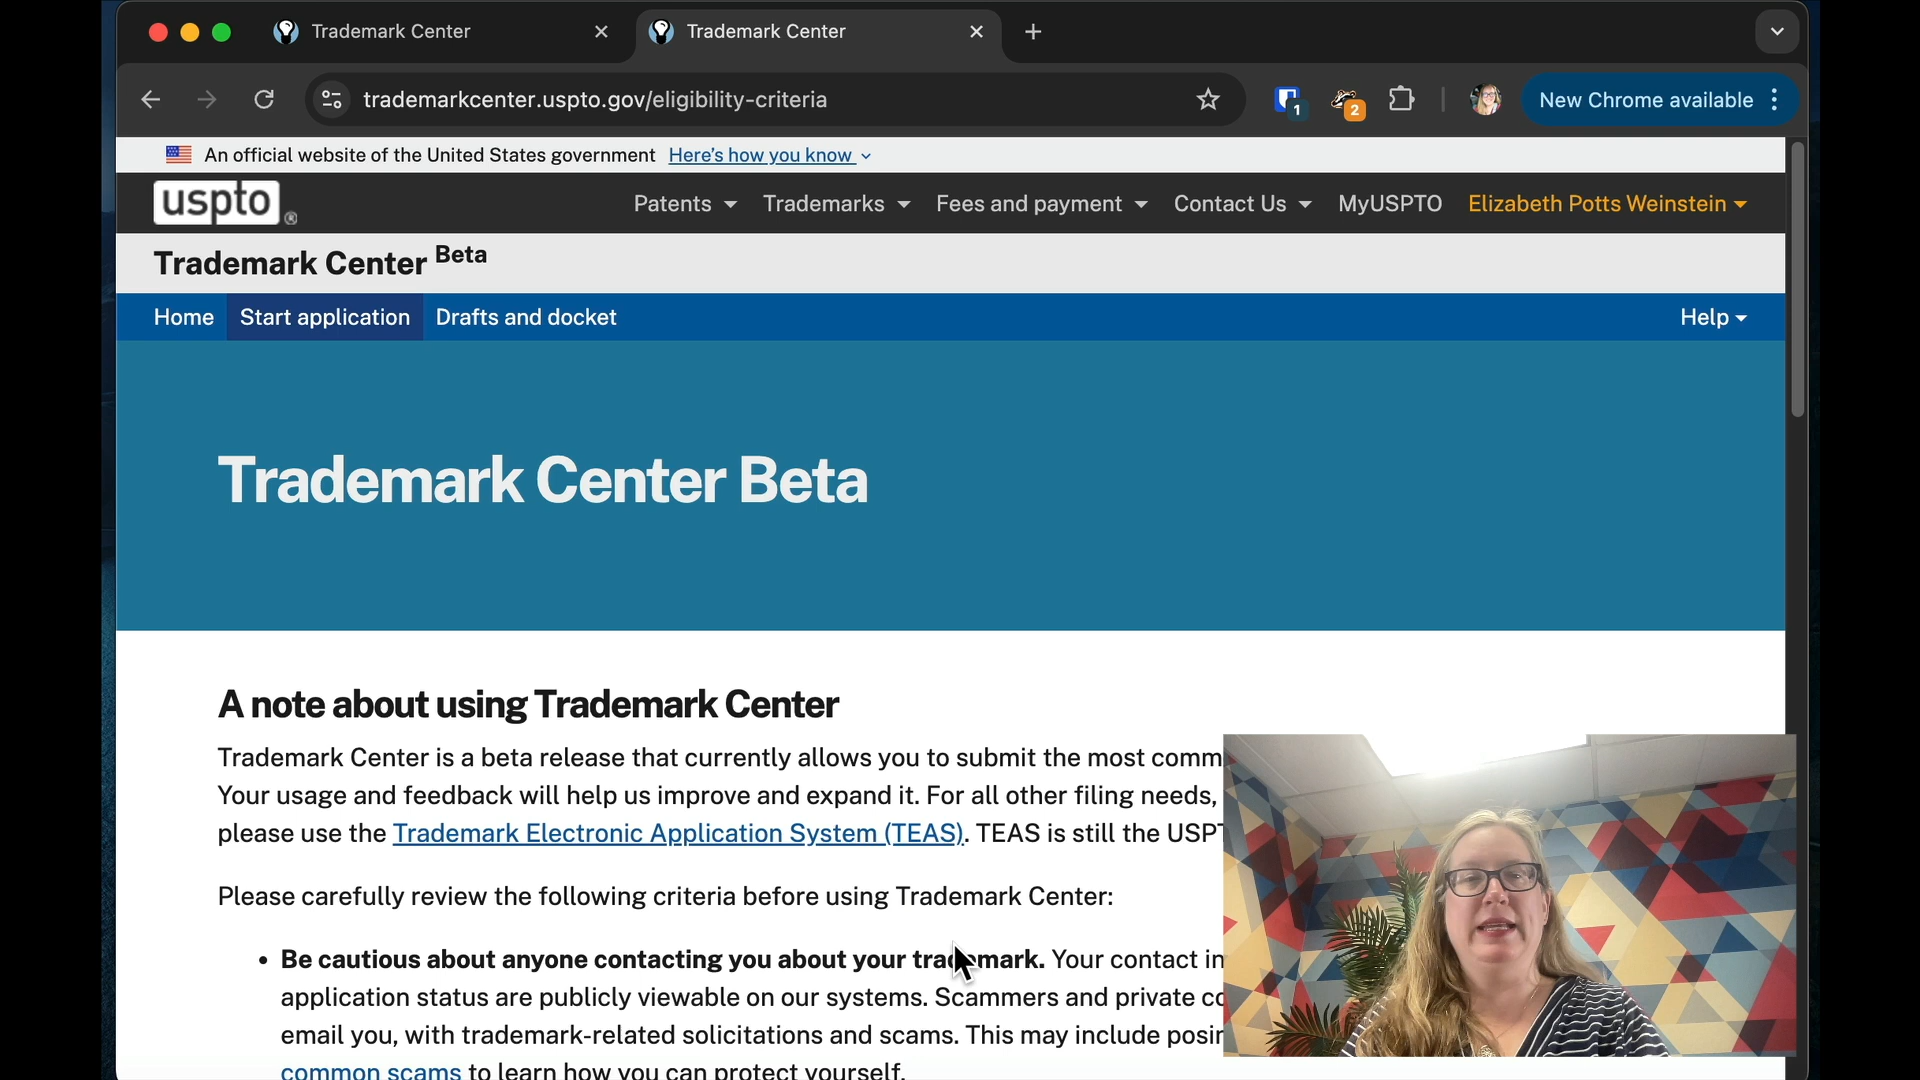 Trademark Center
Trademark Center
trademarkcenter.uspto.gov/eligibility-criteria
1
2
New Chrome available
An official website of the United States government Here's how you know
uspto ®
Patents
Trademarks
Fees and payment
Contact Us
MyUSPTO
Elizabeth Potts Weinstein
Trademark Center Beta
Home
Start application
Drafts and docket
Help
Trademark Center Beta
A note about using Trademark Center
Trademark Center is a beta release that currently allows you to submit the most comm
Your usage and feedback will help us improve and expand it. For all other filing needs,
please use the Trademark Electronic Application System (TEAS). TEAS is still the USPT
Please carefully review the following criteria before using Trademark Center:
• Be cautious about anyone contacting you about your trademark. Your contact in
application status are publicly viewable on our systems. Scammers and private co
email you, with trademark-related solicitations and scams. This may include posin
common scams to learn how you can protect yourself.